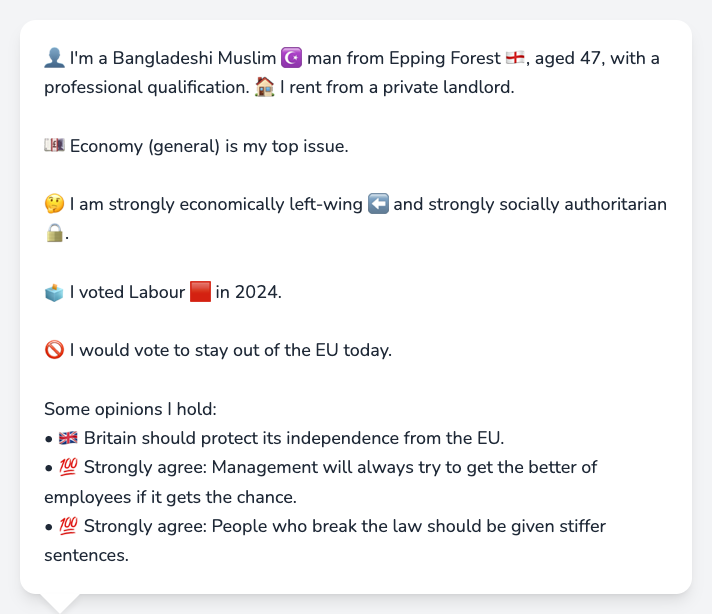 👤 I'm a Bangladeshi Muslim ☪️ man from Epping Forest 🏴󠁧󠁢󠁥󠁮󠁧󠁿, aged 47, with a
professional qualification. 🏠 I rent from a private landlord.
💷 Economy (general) is my top issue.
🤔 I am strongly economically left-wing ⬅️ and strongly socially authoritarian
🔒.
🗳️ I voted Labour 🟥 in 2024.
🚫 I would vote to stay out of the EU today.
Some opinions I hold:
• 🇬🇧 Britain should protect its independence from the EU.
• 💯 Strongly agree: Management will always try to get the better of
employees if it gets the chance.
• 💯 Strongly agree: People who break the law should be given stiffer
sentences.